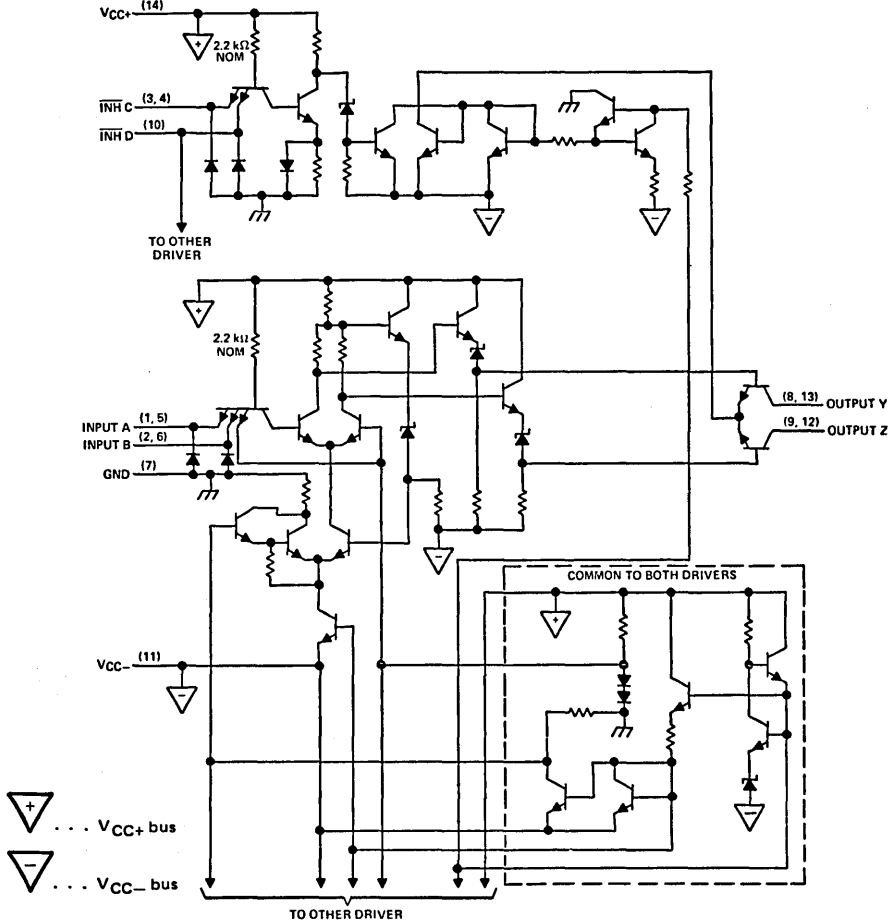 VCC+ (14)
+
2.2 kΩ
NOM
INH C (3, 4)
INH D (10)
TO OTHER
DRIVER
−
−
+
2.2 kΩ
NOM
INPUT A (1, 5)
INPUT B (2, 6)
GND (7)
(8, 13) OUTPUT Y
(9, 12) OUTPUT Z
−
COMMON TO BOTH DRIVERS
+
VCC− (11)
−
−
+ ... VCC+ bus
− ... VCC− bus
TO OTHER DRIVER